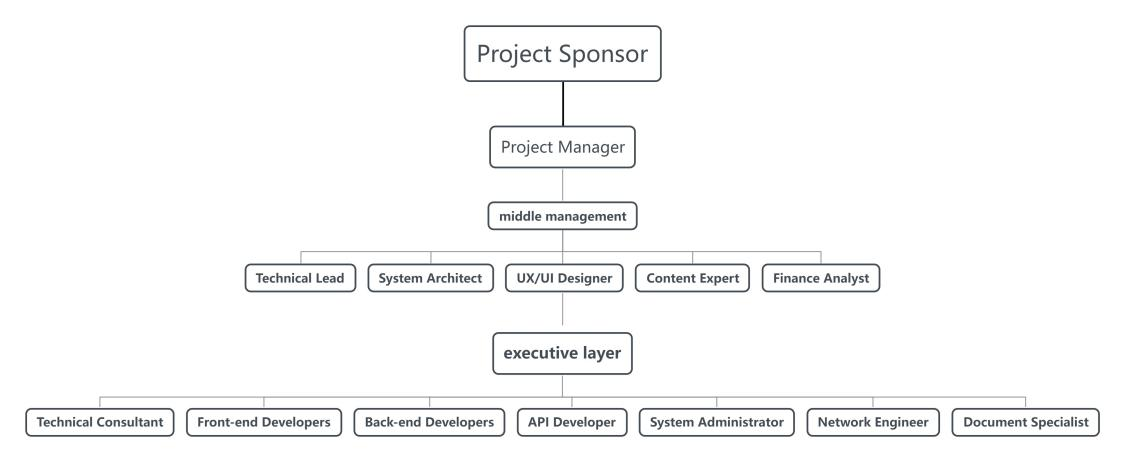 Project Sponsor
Project Manager
middle management
Technical Lead
System Architect
UX/UI Designer
Content Expert
Finance Analyst
executive layer
Technical Consultant
Front-end Developers
Back-end Developers
API Developer
System Administrator
Network Engineer
Document Specialist